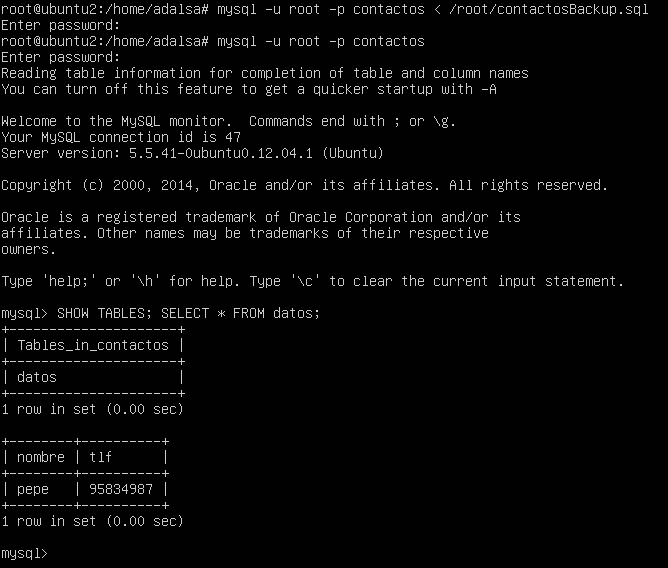 root@ubuntu2:/home/adalsa# mysql -u root -p contactos < /root/contactosBackup.sql
Enter password:
root@ubuntu2:/home/adalsa# mysql -u root -p contactos
Enter password:
Reading table information for completion of table and column names
You can turn off this feature to get a quicker startup with -A

Welcome to the MySQL monitor.  Commands end with ; or \g.
Your MySQL connection id is 47
Server version: 5.5.41-0ubuntu0.12.04.1 (Ubuntu)

Copyright (c) 2000, 2014, Oracle and/or its affiliates. All rights reserved.

Oracle is a registered trademark of Oracle Corporation and/or its
affiliates. Other names may be trademarks of their respective
owners.

Type 'help;' or '\h' for help. Type '\c' to clear the current input statement.

mysql> SHOW TABLES; SELECT * FROM datos;
+---------------------+
| Tables_in_contactos |
+---------------------+
| datos               |
+---------------------+
1 row in set (0.00 sec)

+--------+----------+
| nombre | tlf      |
+--------+----------+
| pepe   | 95834987 |
+--------+----------+
1 row in set (0.00 sec)

mysql>